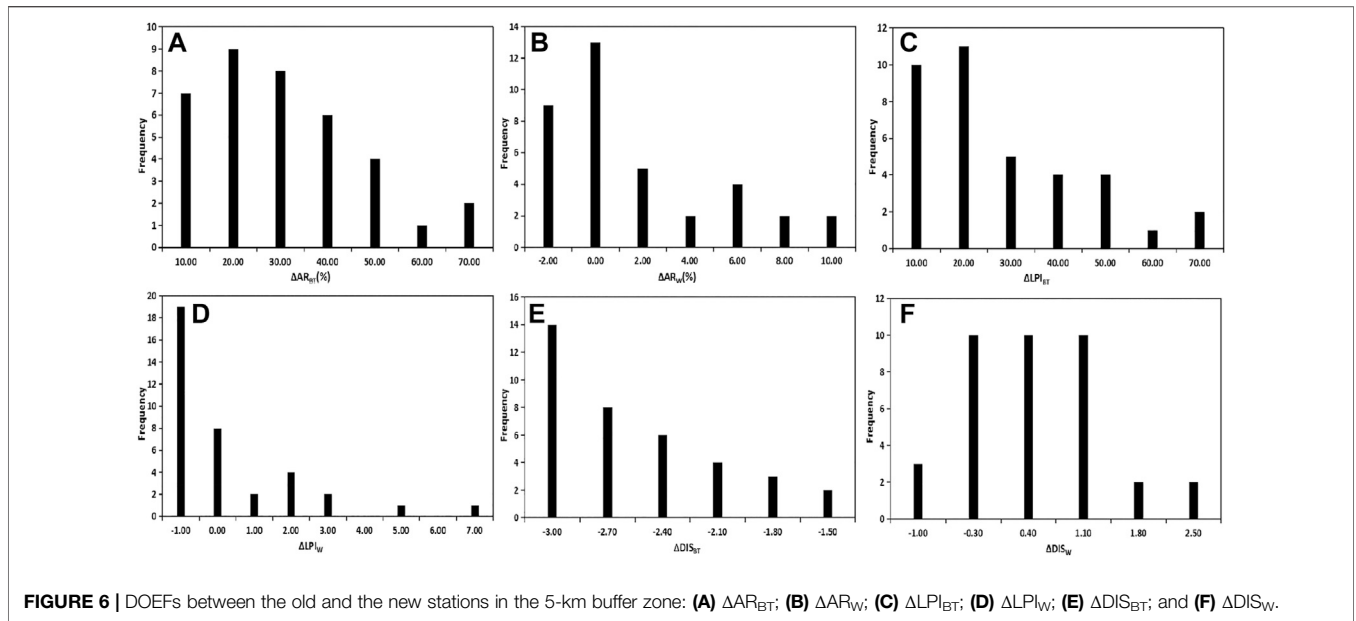 A
Frequency
10
9
8
7
6
5
4
3
2
1
0
10.00 20.00 30.00 40.00 50.00 60.00 70.00
ΔAR_BT(%)
B
Frequency
14
12
10
8
6
4
2
0
-2.00 0.00 2.00 4.00 6.00 8.00 10.00
ΔAR_W(%)
C
Frequency
12
10
8
6
4
2
0
10.00 20.00 30.00 40.00 50.00 60.00 70.00
ΔLPI_BT
D
Frequency
20
18
16
14
12
10
8
6
4
2
0
-1.00 0.00 1.00 2.00 3.00 4.00 5.00 6.00 7.00
ΔLPI_W
E
Frequency
16
14
12
10
8
6
4
2
0
-3.00 -2.70 -2.40 -2.10 -1.80 -1.50
ΔDIS_BT
F
Frequency
12
10
8
6
4
2
0
-1.00 -0.30 0.40 1.10 1.80 2.50
ΔDIS_W
FIGURE 6 | DOEFs between the old and the new stations in the 5-km buffer zone: (A) ΔAR_BT; (B) ΔAR_W; (C) ΔLPI_BT; (D) ΔLPI_W; (E) ΔDIS_BT; and (F) ΔDIS_W.